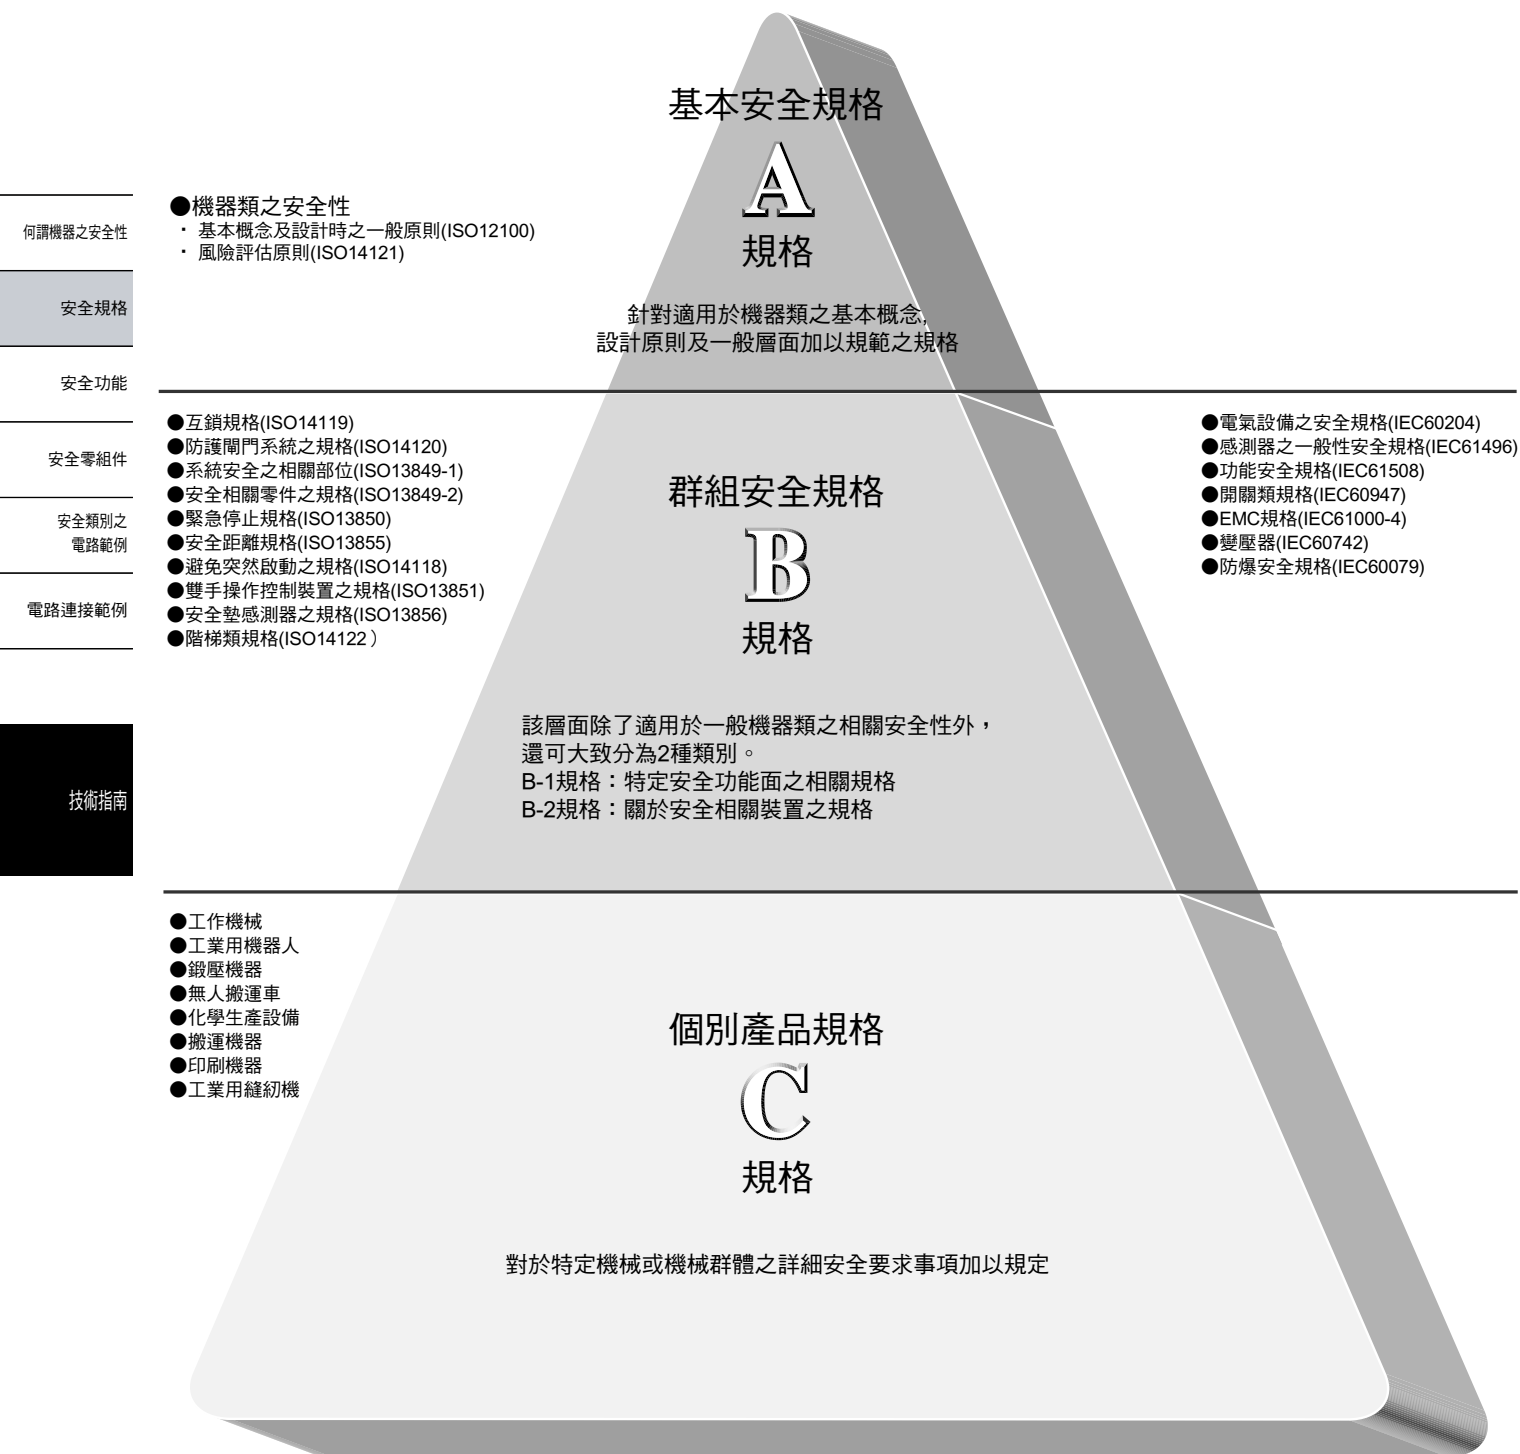 何謂機器之安全性
安全規格
安全功能
安全零組件
安全類別之
電路範例
電路連接範例
技術指南
基本安全規格
A
規格
●機器類之安全性
・ 基本概念及設計時之一般原則(ISO12100)
・ 風險評估原則(ISO14121)
針對適用於機器類之基本概念,
設計原則及一般層面加以規範之規格
●互鎖規格(ISO14119)
●防護閘門系統之規格(ISO14120)
●系統安全之相關部位(ISO13849-1)
●安全相關零件之規格(ISO13849-2)
●緊急停止規格(ISO13850)
●安全距離規格(ISO13855)
●避免突然啟動之規格(ISO14118)
●雙手操作控制裝置之規格(ISO13851)
●安全墊感測器之規格(ISO13856)
●階梯類規格(ISO14122）
群組安全規格
B
規格
●電氣設備之安全規格(IEC60204)
●感測器之一般性安全規格(IEC61496)
●功能安全規格(IEC61508)
●開關類規格(IEC60947)
●EMC規格(IEC61000-4)
●變壓器(IEC60742)
●防爆安全規格(IEC60079)
該層面除了適用於一般機器類之相關安全性外，
還可大致分為2種類別。
B-1規格：特定安全功能面之相關規格
B-2規格：關於安全相關裝置之規格
●工作機械
●工業用機器人
●鍛壓機器
●無人搬運車
●化學生產設備
●搬運機器
●印刷機器
●工業用縫紉機
個別產品規格
C
規格
對於特定機械或機械群體之詳細安全要求事項加以規定